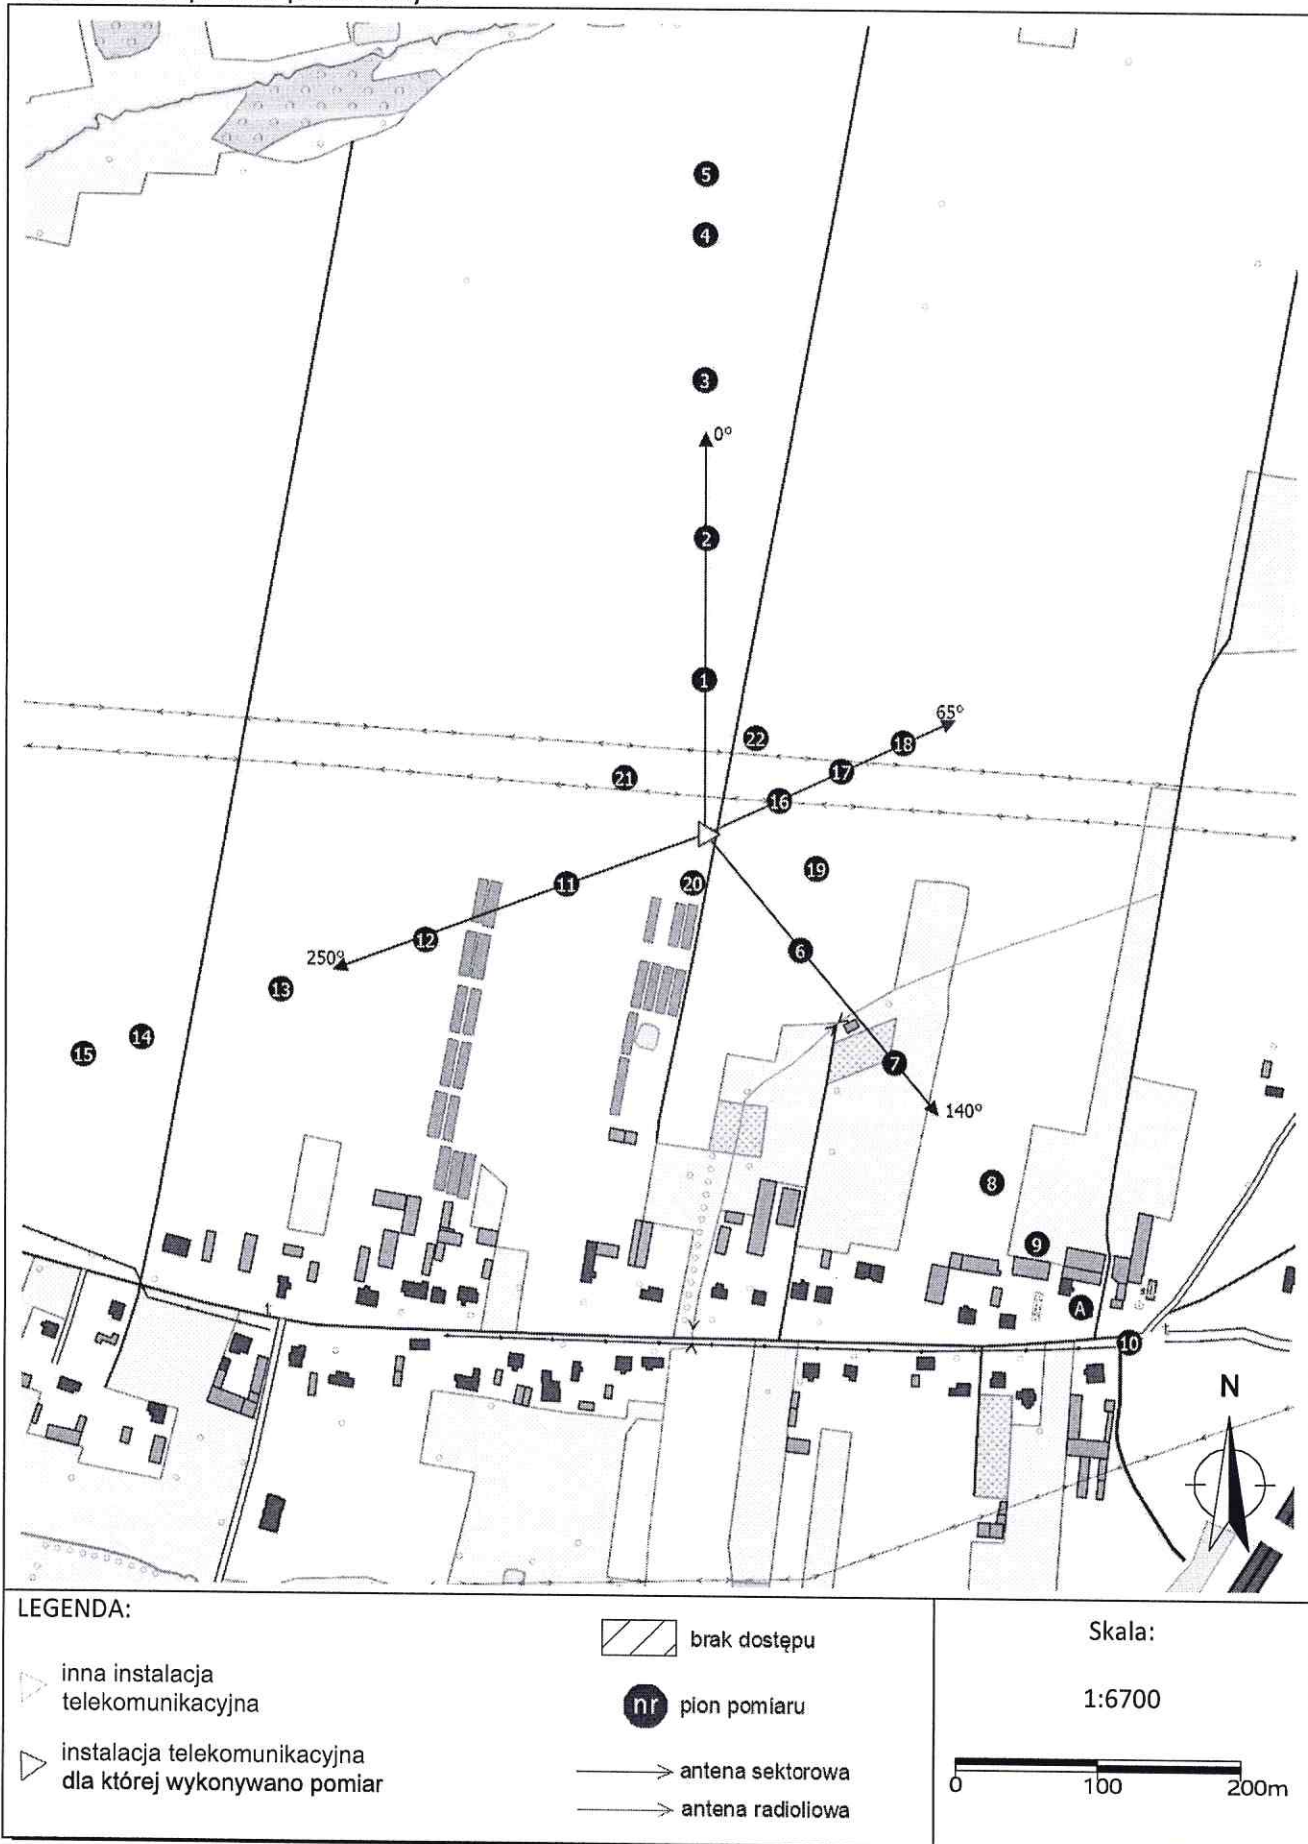 5
4
3
0°
2
1
65°
22
18
17
21
16
19
20
11
6
12
250°
13
14
15
7
140°
8
9
A
10
N
LEGENDA:
inna instalacja
telekomunikacyjna
instalacja telekomunikacyjna
dla której wykonywano pomiar
brak dostępu
nr pion pomiaru
antena sektorowa
antena radioliowa
Skala:
1:6700
0 100 200m